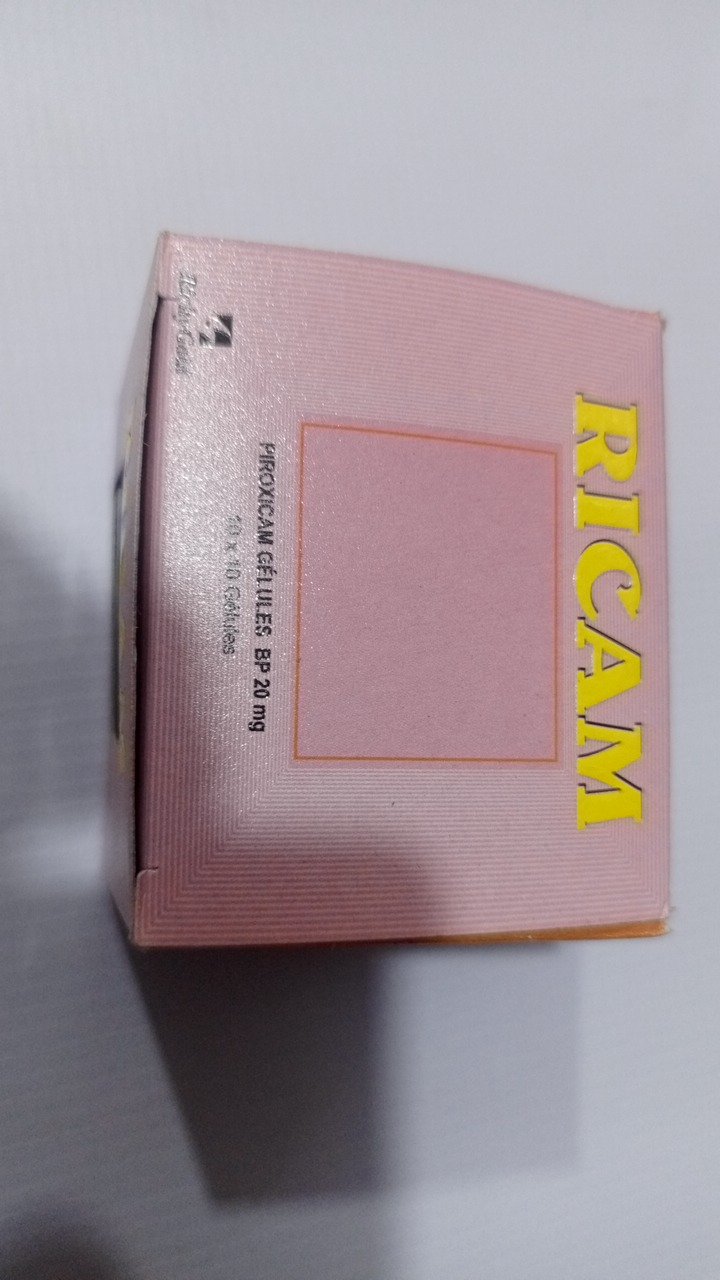 RICAM
PIROXICAM GÉLULES BP 20 mg
10 x 10 Gélules